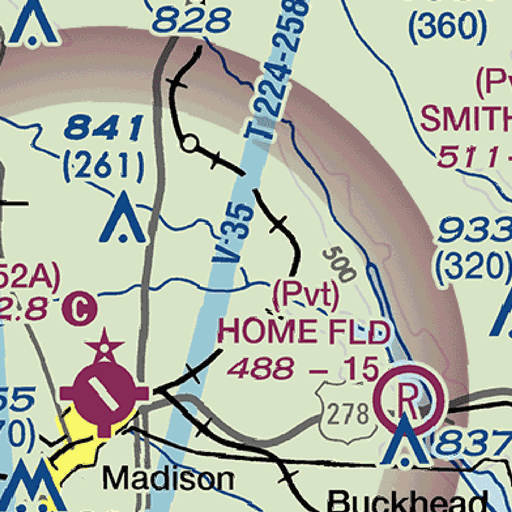 828
(360)
T 224-258
(Pv
SMITH
511-
841
(261)
V 35
933
(320)
500
52A)
2.8 C
(Pvt)
HOME FLD
488 - 15
R
278
55
70)
837
Madison
Buckhead